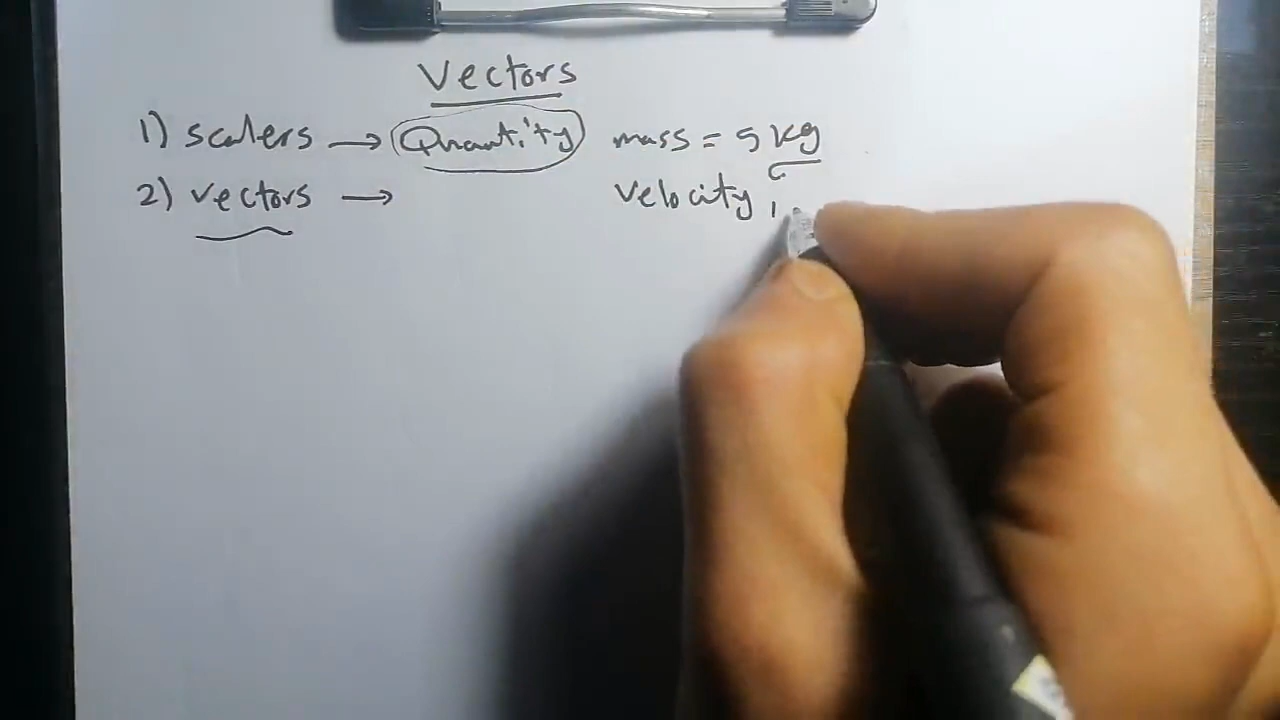 Vectors
1) scalers → Quantity mass = 5 kg
2) vectors → Velocity,